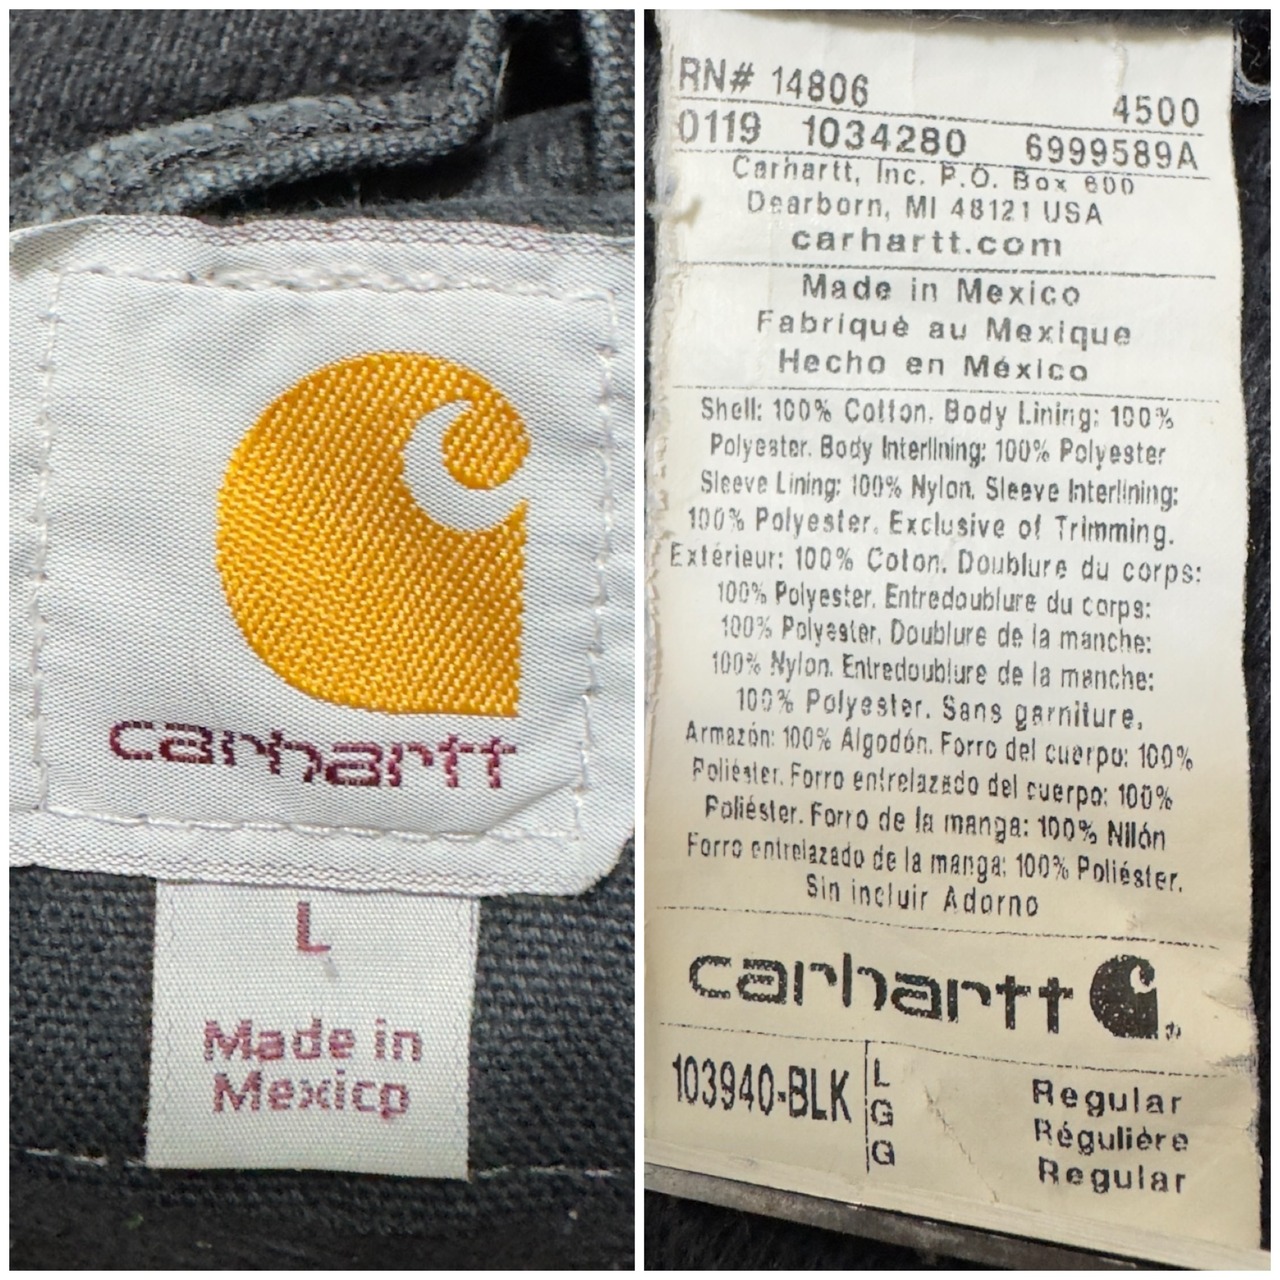 carhartt
L
Made in
Mexico
RN# 14806
4500
0119 1034280 6999589A
Carhartt, Inc. P.O. Box 600
Dearborn, MI 48121 USA
carhartt.com
Made in Mexico
Fabriqué au Mexique
Hecho en México
Shell: 100% Cotton. Body Lining: 100%
Polyester. Body Interlining: 100% Polyester
Sleeve Lining: 100% Nylon. Sleeve Interlining:
100% Polyester. Exclusive of Trimming.
Extérieur: 100% Coton. Doublure du corps:
100% Polyester. Entredoublure du corps:
100% Polyester. Doublure de la manche:
100% Nylon. Entredoublure de la manche:
100% Polyester. Sans garniture.
Armazón: 100% Algodón. Forro del cuerpo: 100%
Poliéster. Forro entrelazado del cuerpo: 100%
Poliéster. Forro de la manga: 100% Nilón
Forro entrelazado de la manga: 100% Poliéster.
Sin incluir Adorno
carhartt
103940-BLK
L
G
G
Regular
Régulière
Regular